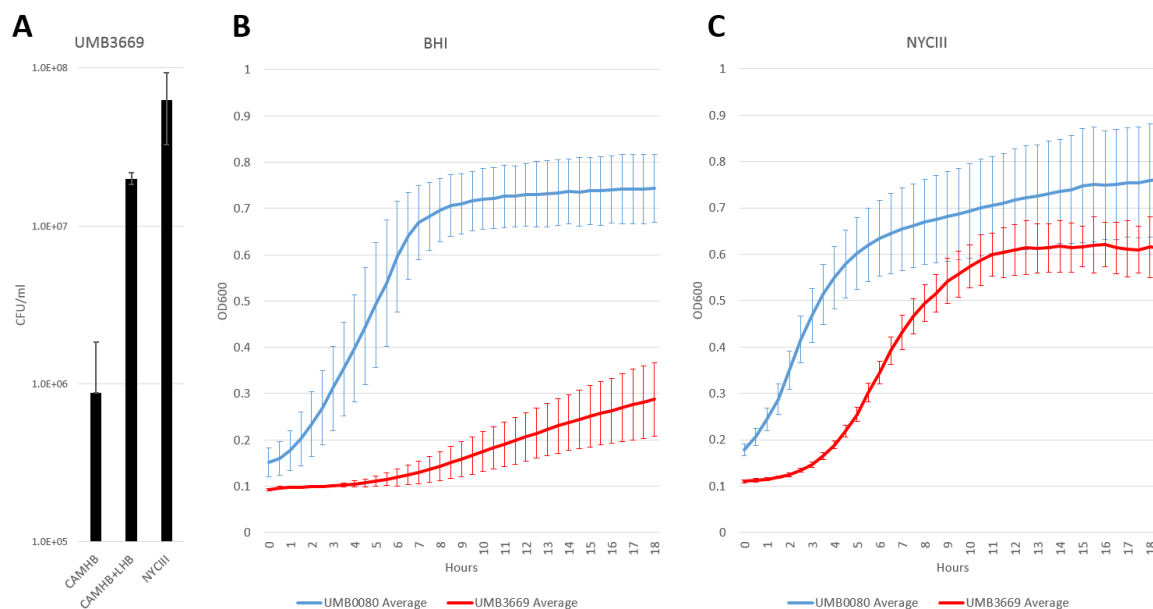 A
UMB3669
1.0E+08
1.0E+07
1.0E+06
1.0E+05
CFU/ml
CAMHB
CAMHB+LHB
NYCIII
B
BHI
1
0.9
0.8
0.7
0.6
0.5
0.4
0.3
0.2
0.1
0
OD600
0 1 2 3 4 5 6 7 8 9 10 11 12 13 14 15 16 17 18
Hours
UMB0080 Average UMB3669 Average
C
NYCIII
1
0.9
0.8
0.7
0.6
0.5
0.4
0.3
0.2
0.1
0
OD600
0 1 2 3 4 5 6 7 8 9 10 11 12 13 14 15 16 17 18
Hours
UMB0080 Average UMB3669 Average